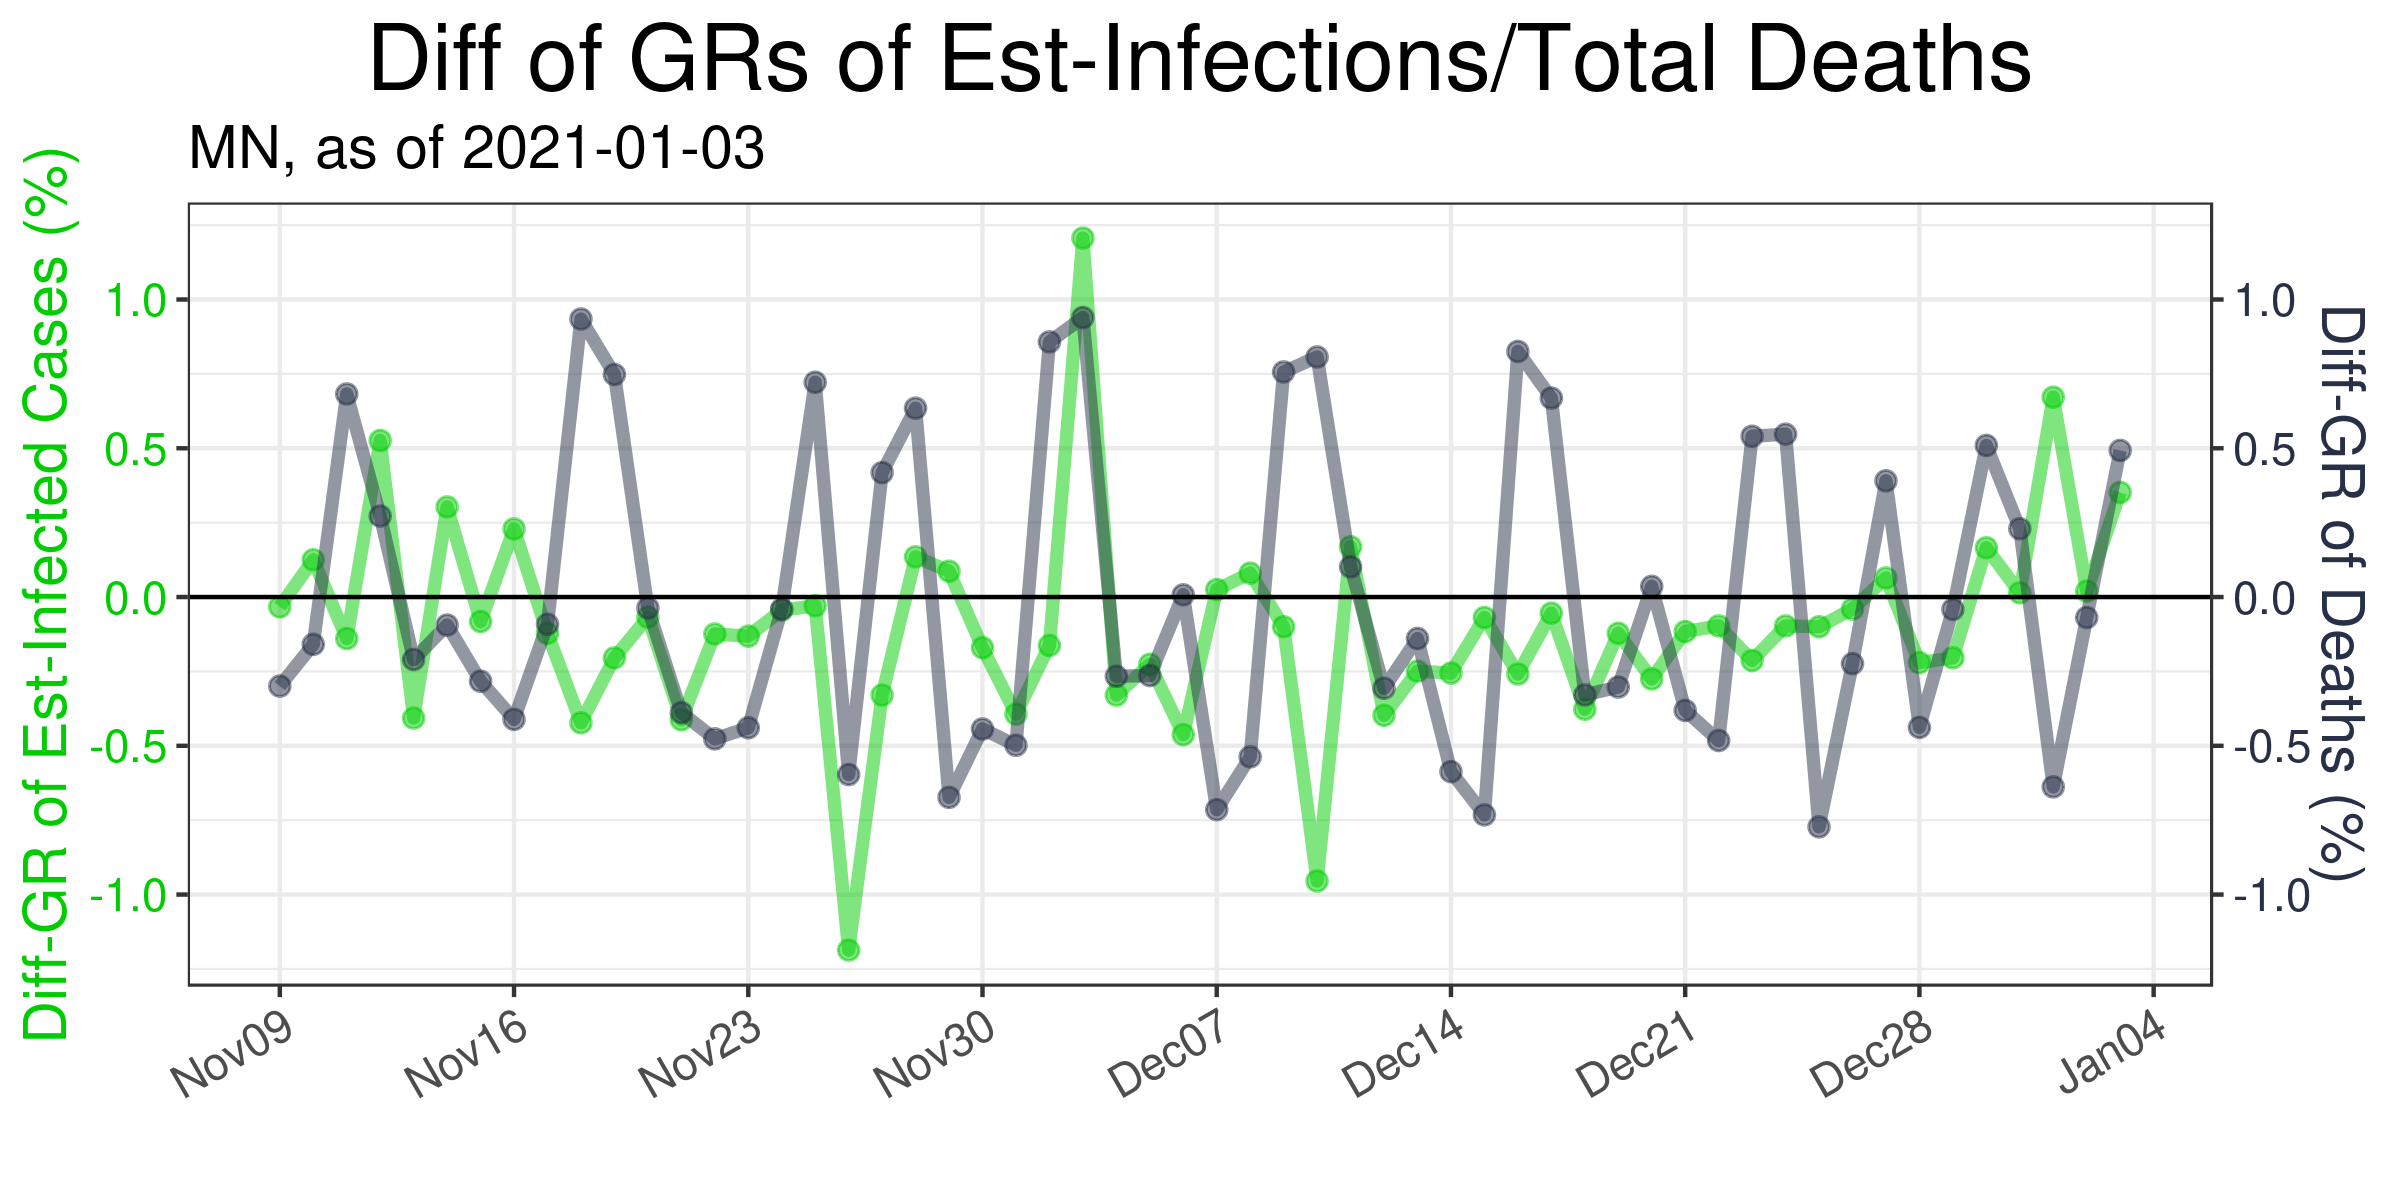 Diff of GRs of Est-Infections/Total Deaths
MN, as of 2021-01-03
Diff-GR of Est-Infected Cases (%)
1.0
0.5
0.0
-0.5
-1.0
1.0
0.5
0.0
-0.5
-1.0
Diff-GR of Deaths (%)
Nov09
Nov16
Nov23
Nov30
Dec07
Dec14
Dec21
Dec28
Jan04